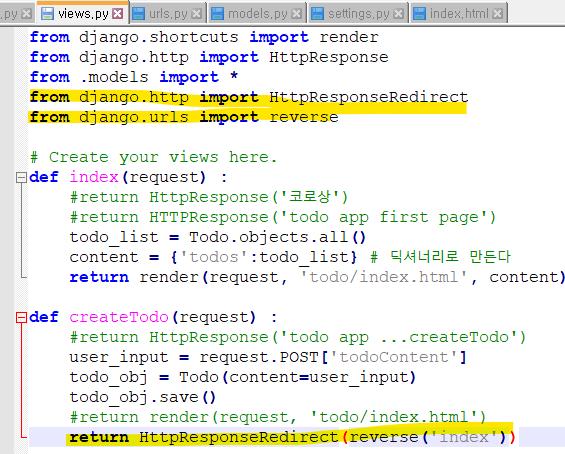 .py views.py urls.py models.py settings.py index.html
from django.shortcuts import render
from django.http import HttpResponse
from .models import *
from django.http import HttpResponseRedirect
from django.urls import reverse
# Create your views here.
def index(request) :
#return HttpResponse('코로상')
#return HTTPResponse('todo app first page')
todo_list = Todo.objects.all()
content = {'todos':todo_list} # 딕셔너리로 만든다
return render(request, 'todo/index.html', content)
def createTodo(request) :
#return HttpResponse('todo app ...createTodo')
user_input = request.POST['todoContent']
todo_obj = Todo(content=user_input)
todo_obj.save()
#return render(request, 'todo/index.html')
return HttpResponseRedirect(reverse('index'))